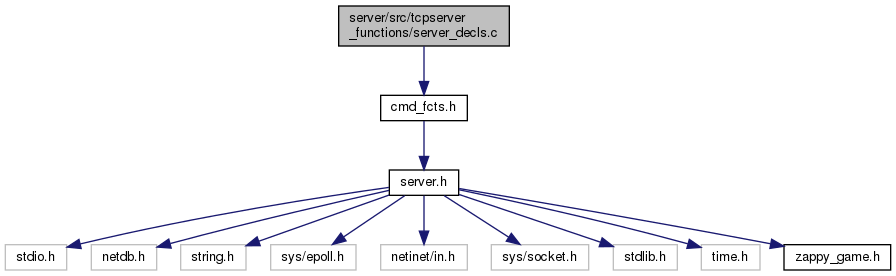 server/src/tcpserver
_functions/server_decls.c
cmd_fcts.h
server.h
stdio.h
netdb.h
string.h
sys/epoll.h
netinet/in.h
sys/socket.h
stdlib.h
time.h
zappy_game.h